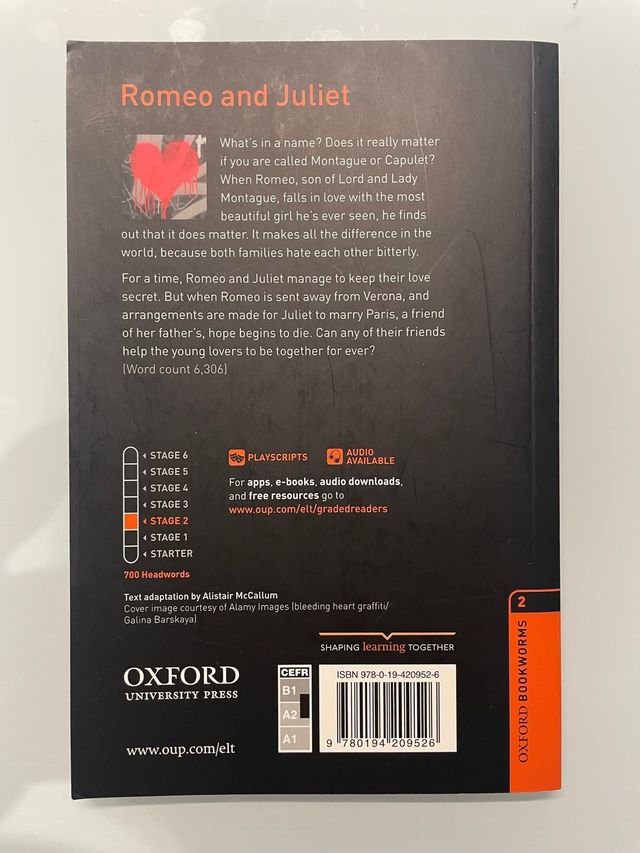 Romeo and Juliet
What's in a name? Does it really matter
if you are called Montague or Capulet?
When Romeo, son of Lord and Lady
Montague, falls in love with the most
beautiful girl he's ever seen, he finds
out that it does matter. It makes all the difference in the
world, because both families hate each other bitterly.
For a time, Romeo and Juliet manage to keep their love
secret. But when Romeo is sent away from Verona, and
arrangements are made for Juliet to marry Paris, a friend
of her father's, hope begins to die. Can any of their friends
help the young lovers to be together for ever?
(Word count 6,306)
STAGE 6
STAGE 5
STAGE 4
STAGE 3
STAGE 2
STAGE 1
STARTER
700 Headwords
PLAYSCRIPTS
AUDIO
AVAILABLE
For apps, e-books, audio downloads,
and free resources go to
www.oup.com/elt/gradedreaders
Text adaptation by Alistair McCallum
Cover image courtesy of Alamy Images (bleeding heart graffiti/
Galina Barskaya)
SHAPING learning TOGETHER
OXFORD
UNIVERSITY PRESS
www.oup.com/elt
CEFR
B1
A2
A1
ISBN 978-0-19-420952-6
9 780194 209526
2
OXFORD BOOKWORMS